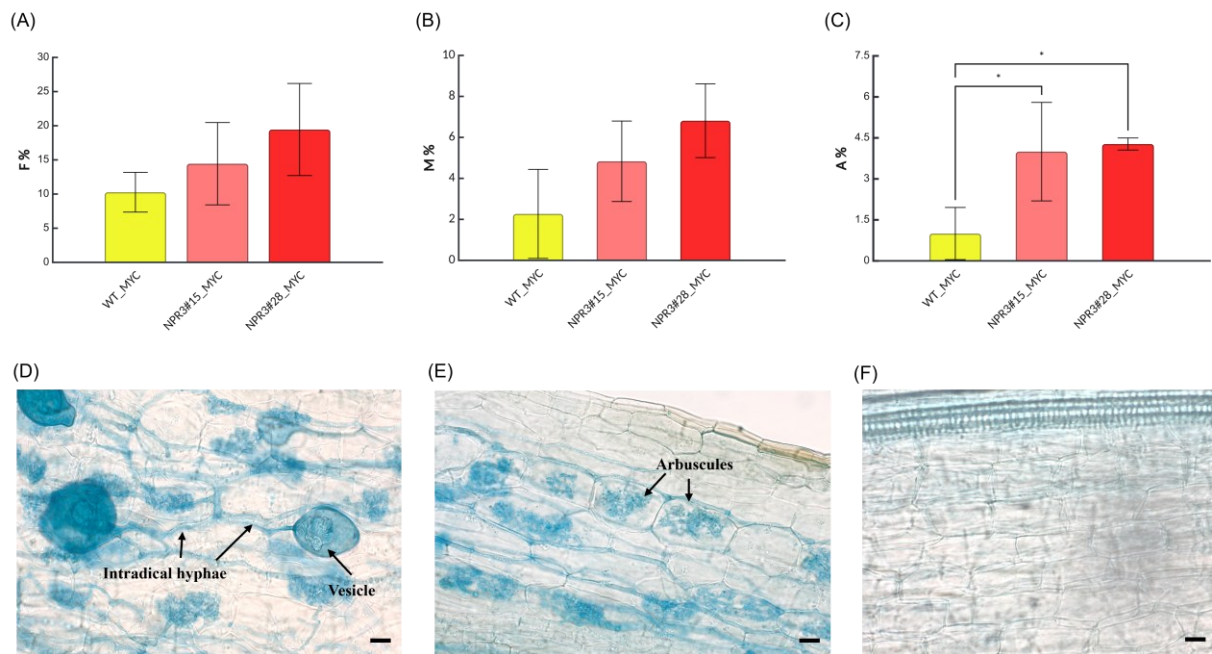 (A)
F %
30
25
20
15
10
5
0
WT_MYC
NPR3#15_MYC
NPR3#28_MYC
(B)
M %
10
8
6
4
2
0
WT_MYC
NPR3#15_MYC
NPR3#28_MYC
(C)
A %
7.5
6
4.5
3
1.5
0
*
*
WT_MYC
NPR3#15_MYC
NPR3#28_MYC
(D)
Intradical hyphae
Vesicle
(E)
Arbuscules
(F)